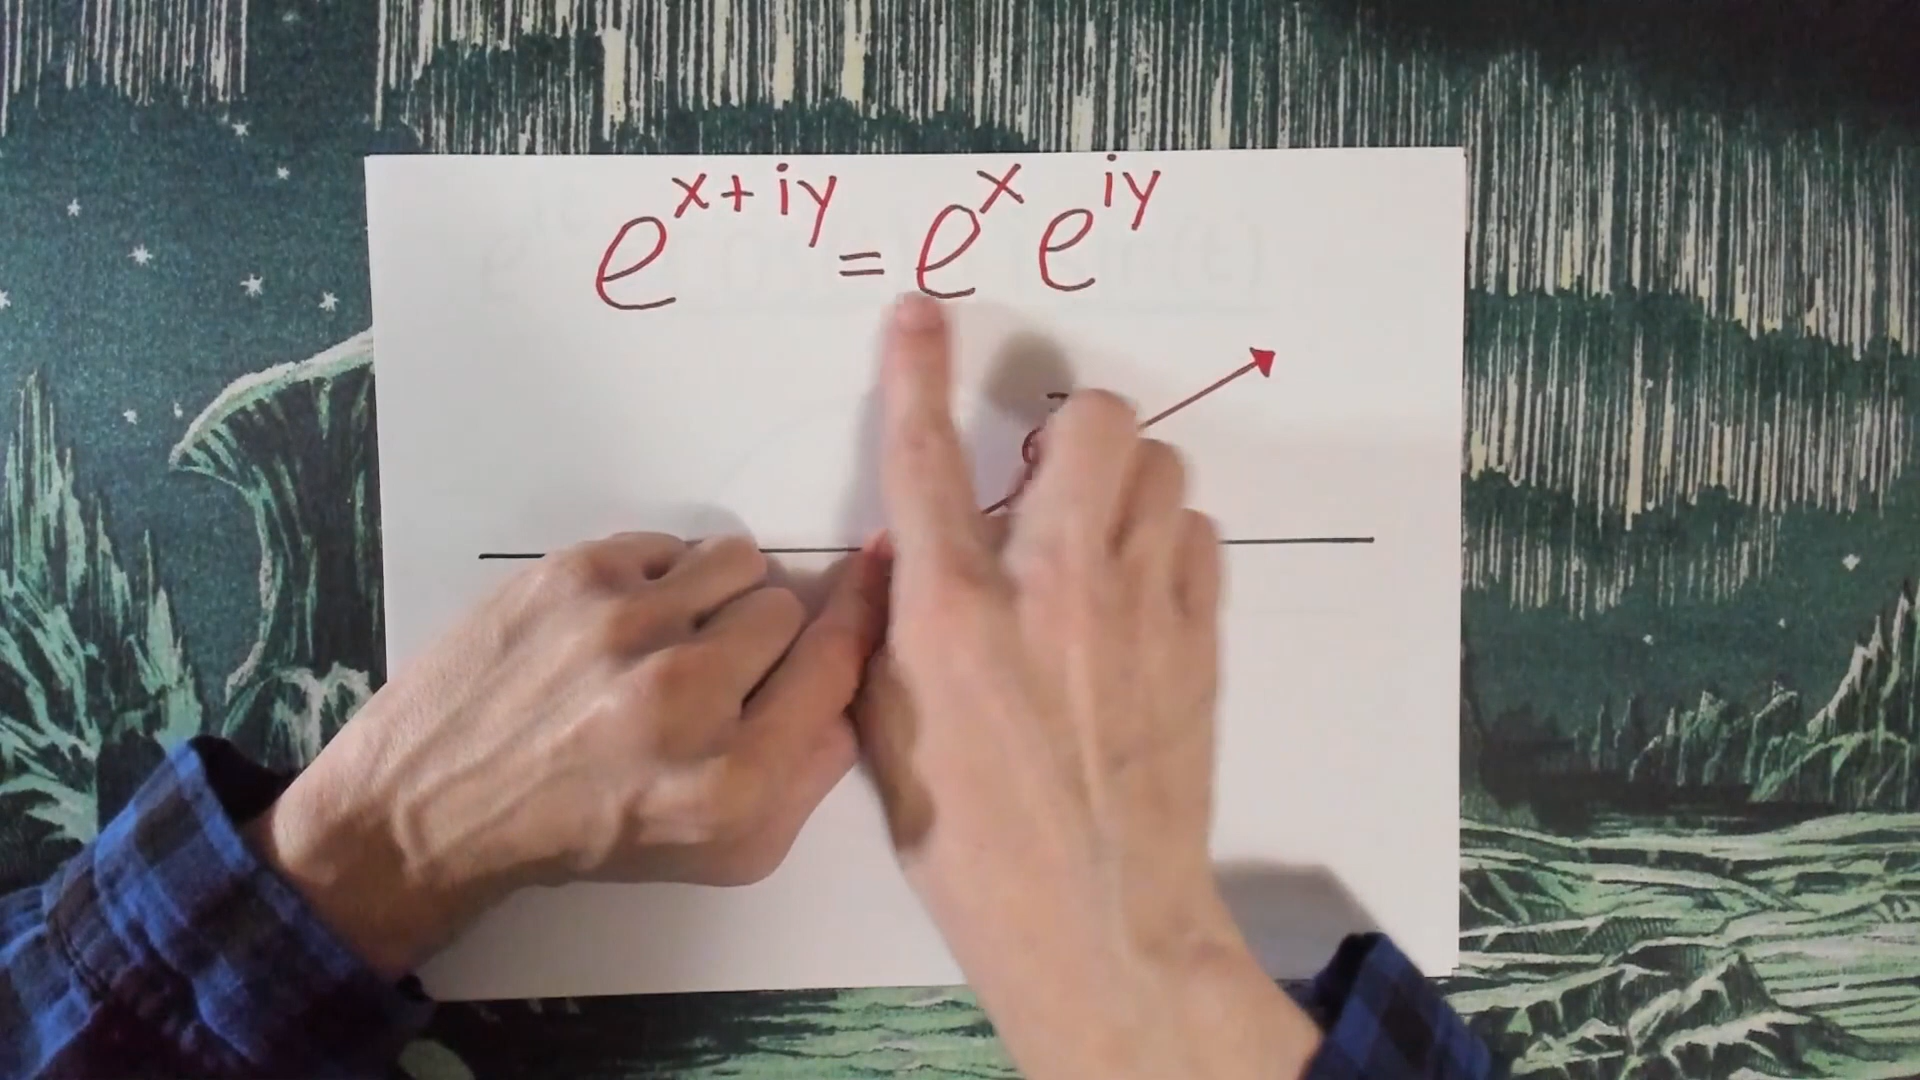 e^{x+iy} = e^x e^{iy}